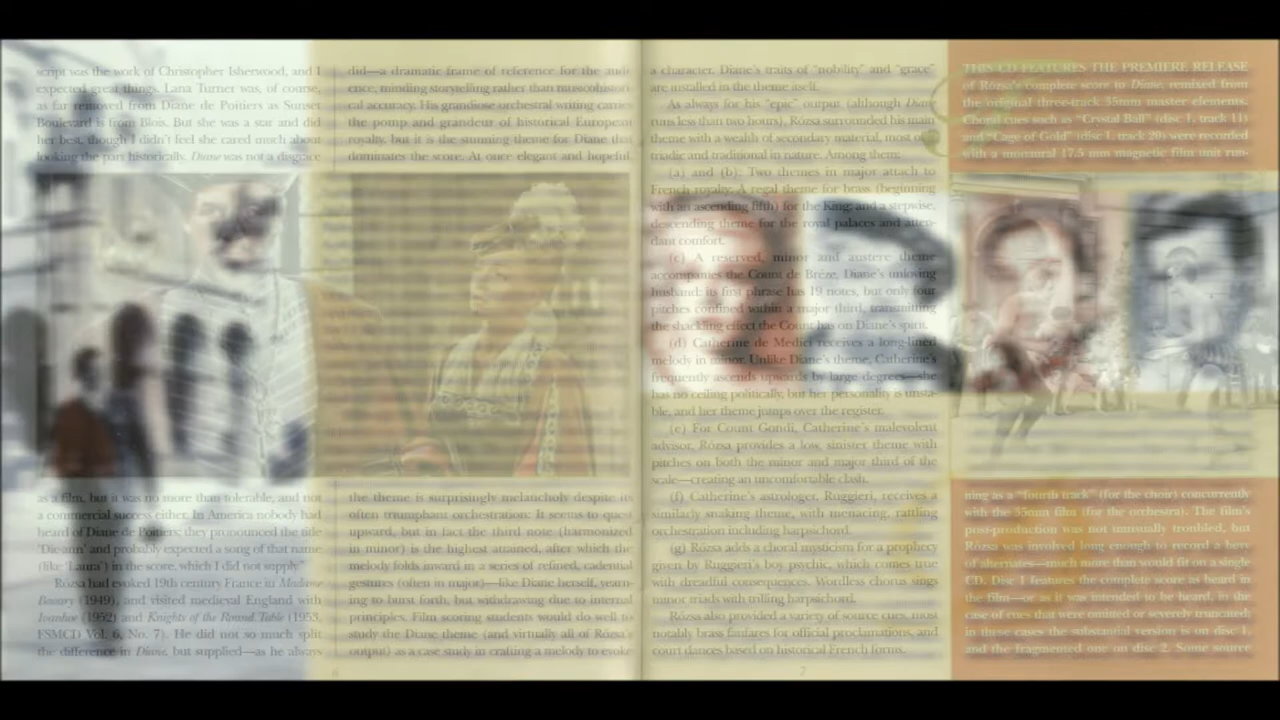 script was the work of Christopher Isherwood, and I
expected great things. Lana Turner was, of course,
as far removed from Diane de Poitiers as Sunset
Boulevard is from Blois. But she was a star and did
her best, though I didn't feel she cared much about
looking the part historically. Diane was not a disgrace
as a film, but it was no more than tolerable, and not
a commercial success either. In America nobody had
heard of Diane de Poitiers; they pronounced the title
'Die-ann' and probably expected a song of that name
(like 'Laura') in the score, which I did not supply."
Rózsa had evoked 19th century France in Madame
Bovary (1949), and visited medieval England with
Ivanhoe (1952) and Knights of the Round Table (1953,
FSMCD Vol. 6, No. 7). He did not so much split
the difference in Diane, but supplied—as he always
did—a dramatic frame of reference for the audi-
ence, minding storytelling rather than musicohistori-
cal accuracy. His grandiose orchestral writing carries
the pomp and grandeur of historical European
royalty, but it is the stunning theme for Diane that
dominates the score. At once elegant and hopeful,
the theme is surprisingly melancholy despite its
often triumphant orchestration: It seems to quest
upward, but in fact the third note (harmonized
in minor) is the highest attained, after which the
melody folds inward in a series of refined, cadential
gestures (often in major)—like Diane herself, yearn-
ing to burst forth, but withdrawing due to internal
principles. Film scoring students would do well to
study the Diane theme (and virtually all of Rózsa's
output) as a case study in crafting a melody to evoke
6
a character. Diane's traits of "nobility" and "grace"
are installed in the theme itself.
As always for his "epic" output (although Diane
runs less than two hours), Rózsa surrounded his main
theme with a wealth of secondary material, most of it
triadic and traditional in nature. Among them:
(a) and (b): Two themes in major attach to
French royalty: A regal theme for brass (beginning
with an ascending fifth) for the King; and a stepwise,
descending theme for the royal palaces and atten-
dant comfort.
(c) A reserved, minor and austere theme
accompanies the Count de Breze, Diane's unloving
husband: its first phrase has 19 notes, but only four
pitches confined within a major third, transmitting
the shackling effect the Count has on Diane's spirit.
(d) Catherine de Medici receives a long-lined
melody in minor. Unlike Diane's theme, Catherine's
frequently ascends upwards by large degrees—she
has no ceiling politically, but her personality is unsta-
ble, and her theme jumps over the register.
(e) For Count Gondi, Catherine's malevolent
advisor, Rózsa provides a low, sinister theme with
pitches on both the minor and major third of the
scale—creating an uncomfortable clash.
(f) Catherine's astrologer, Ruggieri, receives a
similarly snaking theme, with menacing, rattling
orchestration including harpsichord.
(g) Rózsa adds a choral mysticism for a prophecy
given by Ruggieri's boy psychic, which comes true
with dreadful consequences. Wordless chorus sings
minor triads with trilling harpsichord.
Rózsa also provided a variety of source cues, most
notably brass fanfares for official proclamations, and
court dances based on historical French forms.
7
THIS CD FEATURES THE PREMIERE RELEASE
of Rózsa's complete score to Diane, remixed from
the original three-track 35mm master elements.
Choral cues such as "Crystal Ball" (disc 1, track 11)
and "Cage of Gold" (disc 1, track 20) were recorded
with a monaural 17.5 mm magnetic film unit run-
ning as a "fourth track" (for the choir) concurrently
with the 35mm film (for the orchestra). The film's
post-production was not unusually troubled, but
Rózsa was involved long enough to record a bevy
of alternates—much more than would fit on a single
CD. Disc 1 features the complete score as heard in
the film—or as it was intended to be heard, in the
case of cues that were omitted or severely truncated;
in these cases the substantial version is on disc 1,
and the fragmented one on disc 2. Some source